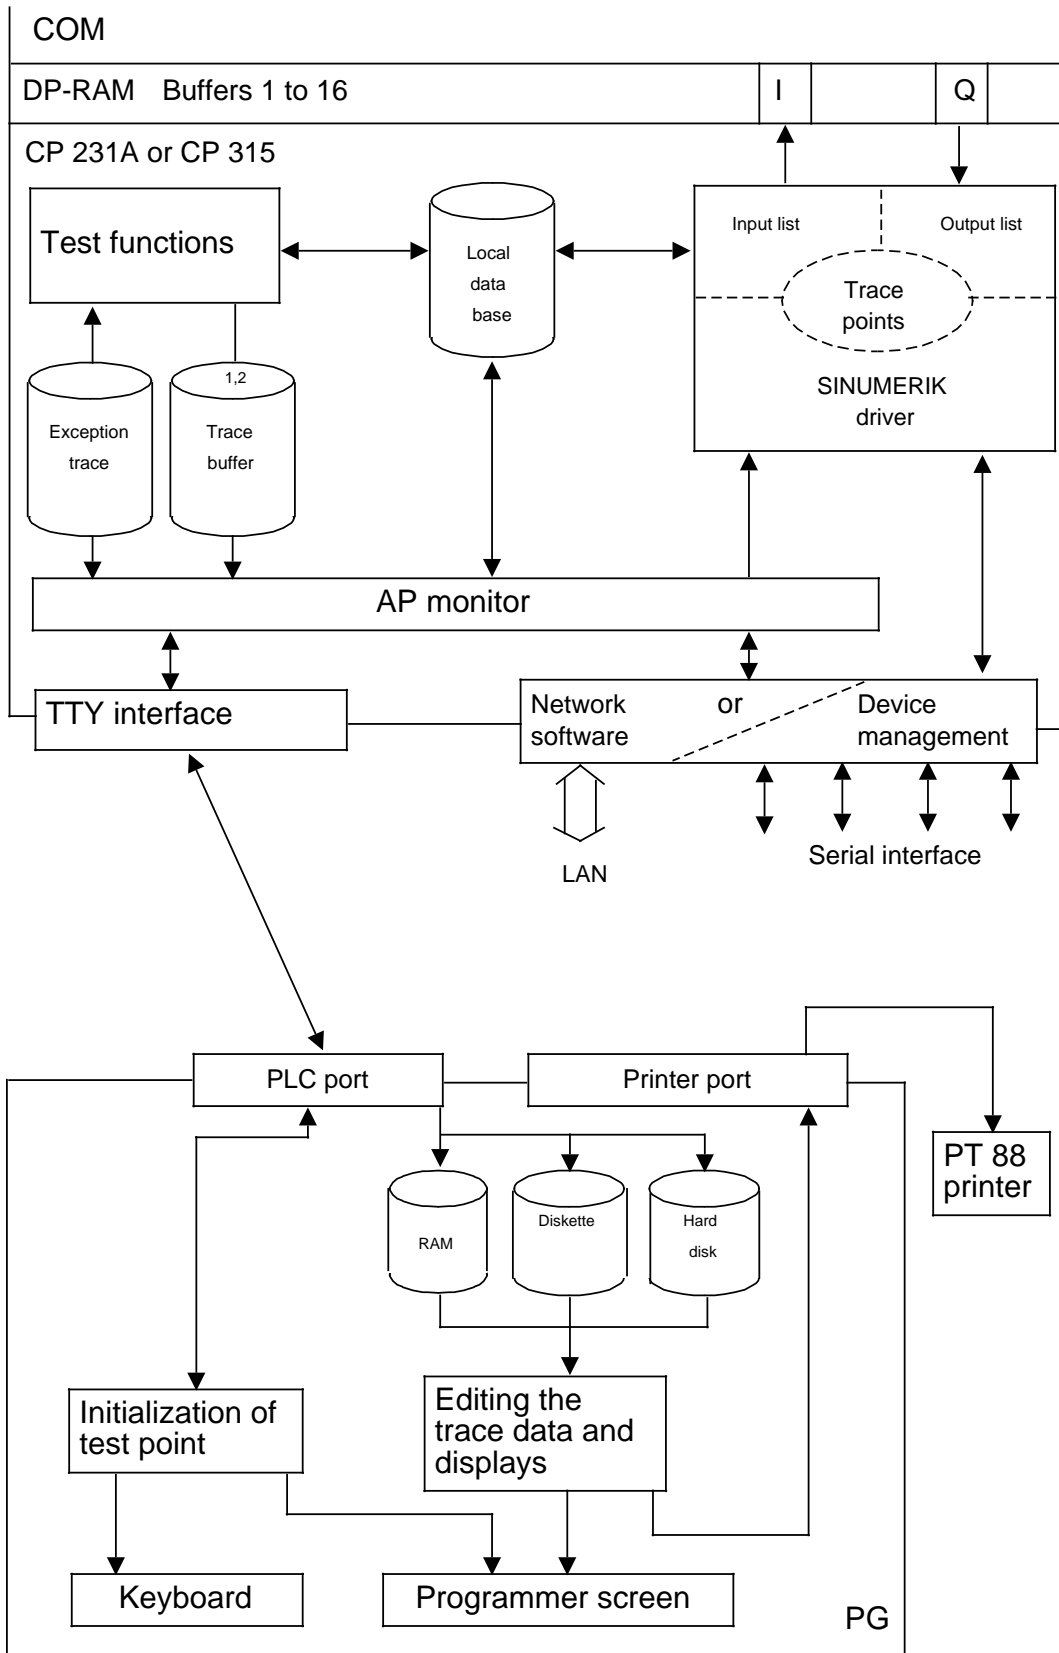 COM
DP-RAM Buffers 1 to 16
I
Q
CP 231A or CP 315
Test functions
Local
data
base
Input list
Output list
Trace
points
SINUMERIK
driver
Exception
trace
1,2
Trace
buffer
AP monitor
TTY interface
Network
software
or
Device
management
LAN
Serial interface
PLC port
Printer port
PT 88
printer
RAM
Diskette
Hard
disk
Initialization of
test point
Editing the
trace data and
displays
Keyboard
Programmer screen
PG